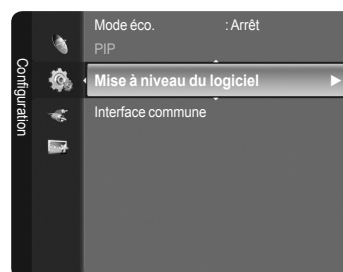 Configuration
Mode éco. : Arrêt
PIP
Mise à niveau du logiciel
Interface commune